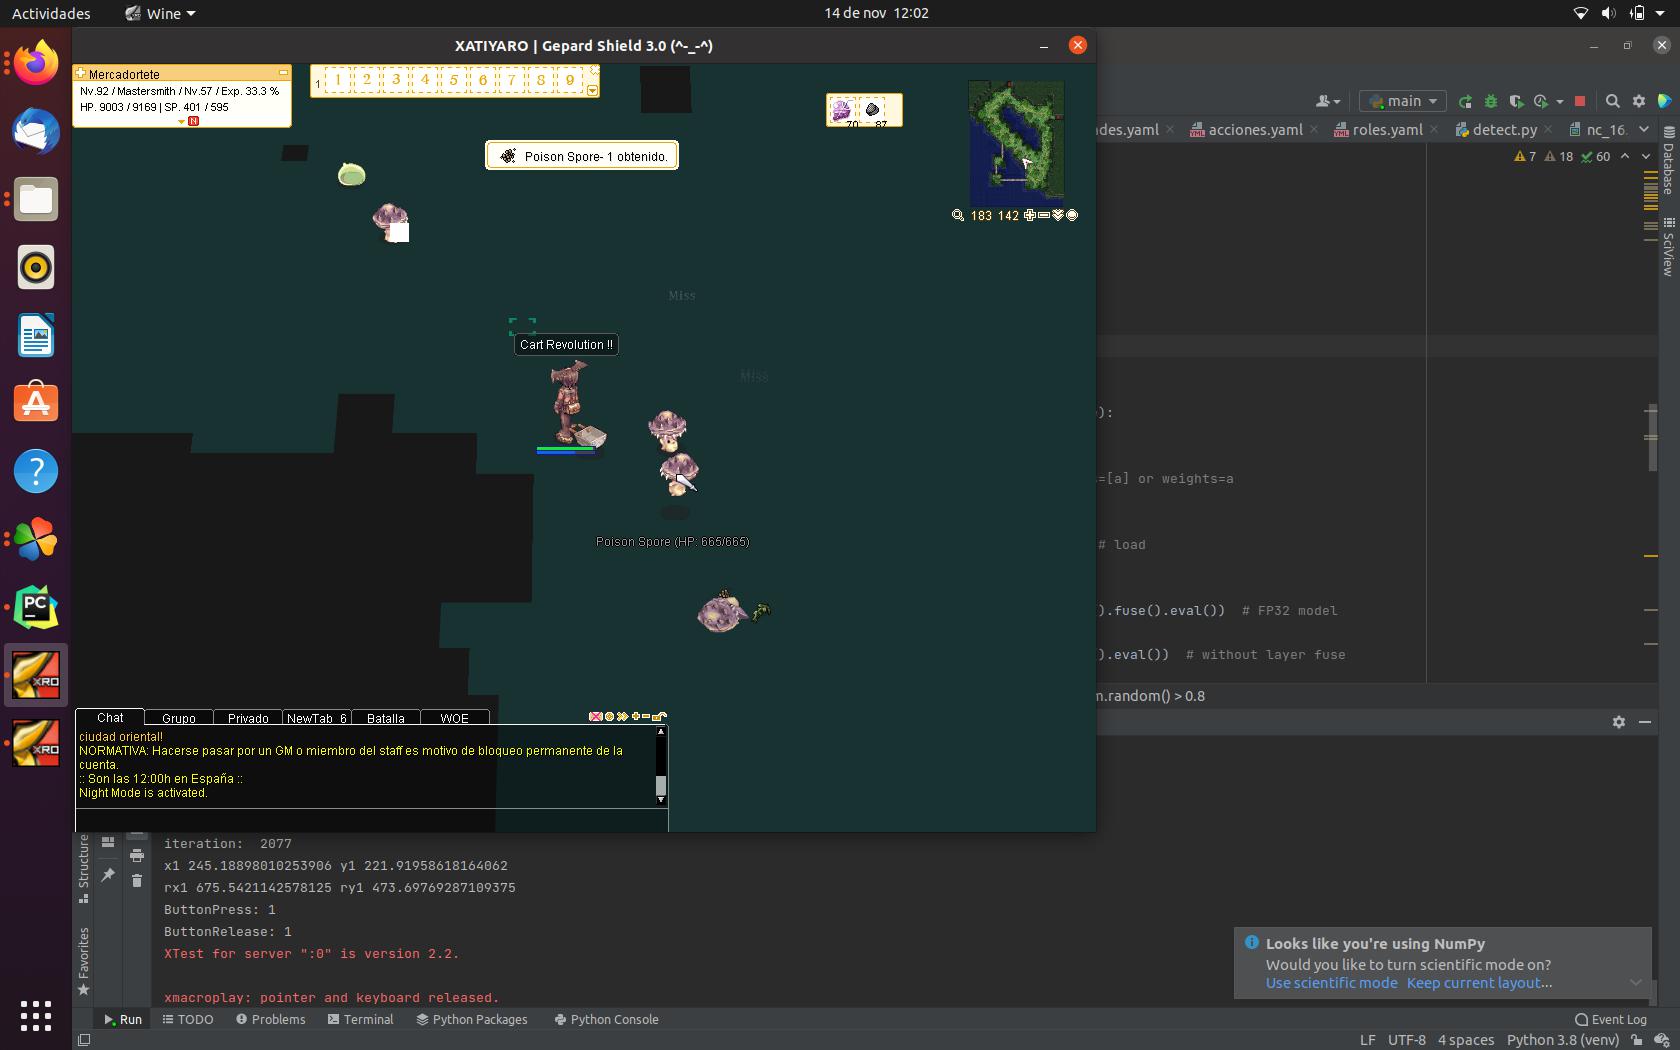 Actividades
Wine
14 de nov 12:02
XATIYARO | Gepard Shield 3.0 (^-_-^)
Mercadortete
Nv.92 / Mastersmith / Nv.57 / Exp. 33.3 %
HP. 9003 / 9169 | SP. 401 / 595
N
1 1 2 3 4 5 6 7 8 9
70 87
Poison Spore- 1 obtenido.
183 142
Miss
Cart Revolution !!
Miss
Miss
Poison Spore (HP: 665/665)
Chat Grupo Privado NewTab_6 Batalla WOE
ciudad oriental!
NORMATIVA: Hacerse pasar por un GM o miembro del staff es motivo de bloqueo permanente de la
cuenta.
:: Son las 12:00h en España ::
Night Mode is activated.
main
des.yaml acciones.yaml roles.yaml detect.py nc_16.
7 18 60
Database
SciView
):
=[a] or weights=a
# load
).fuse().eval()) # FP32 model
).eval()) # without layer fuse
m.random() > 0.8
PC
XRO
XRO
Structure
Favorites
iteration: 2077
x1 245.18898010253906 y1 221.91958618164062
rx1 675.5421142578125 ry1 473.69769287109375
ButtonPress: 1
ButtonRelease: 1
XTest for server ":0" is version 2.2.
xmacroplay: pointer and keyboard released.
Looks like you're using NumPy
Would you like to turn scientific mode on?
Use scientific mode Keep current layout...
Run TODO Problems Terminal Python Packages Python Console
Event Log
LF UTF-8 4 spaces Python 3.8 (venv)